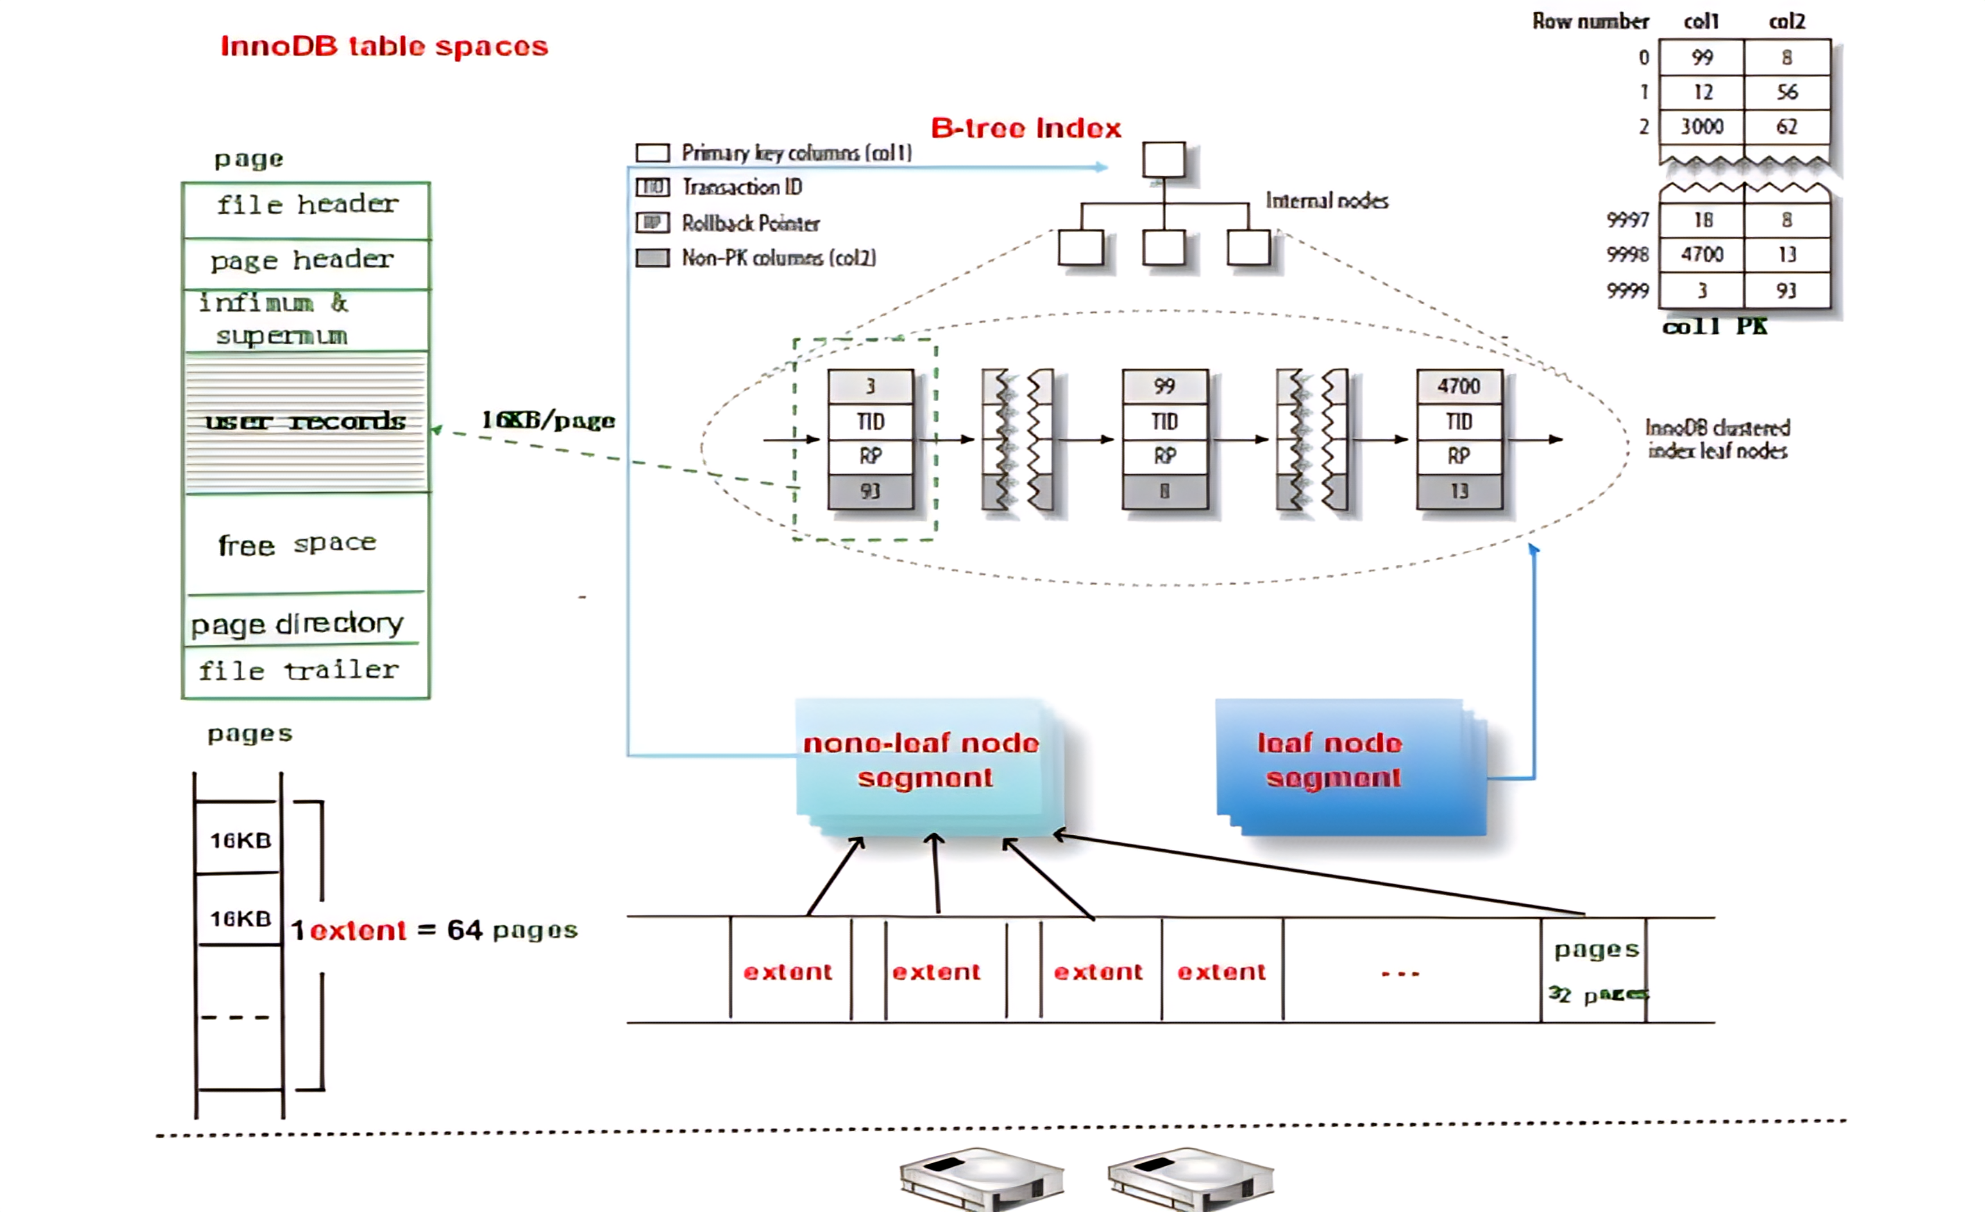 InnoDB table spaces
Row number col1 col2
0 99 8
1 12 56
2 3000 62
9997 18 8
9998 4700 13
9999 3 93
col1 PK
B-tree Index
Primary key columns (col1)
TID Transaction ID
RP Rollback Pointer
Non-PK columns (col2)
Internal nodes
page
file header
page header
infimum &
supermum
user records
free space
page directory
file trailer
16KB/page
3 99 4700
TID TID TID
RP RP RP
93 8 13
InnoDB clustered
index leaf nodes
none-leaf node
segment
leaf node
segment
pages
16KB
16KB
1 extent = 64 pages
extent extent extent extent ...
pages
32 pages